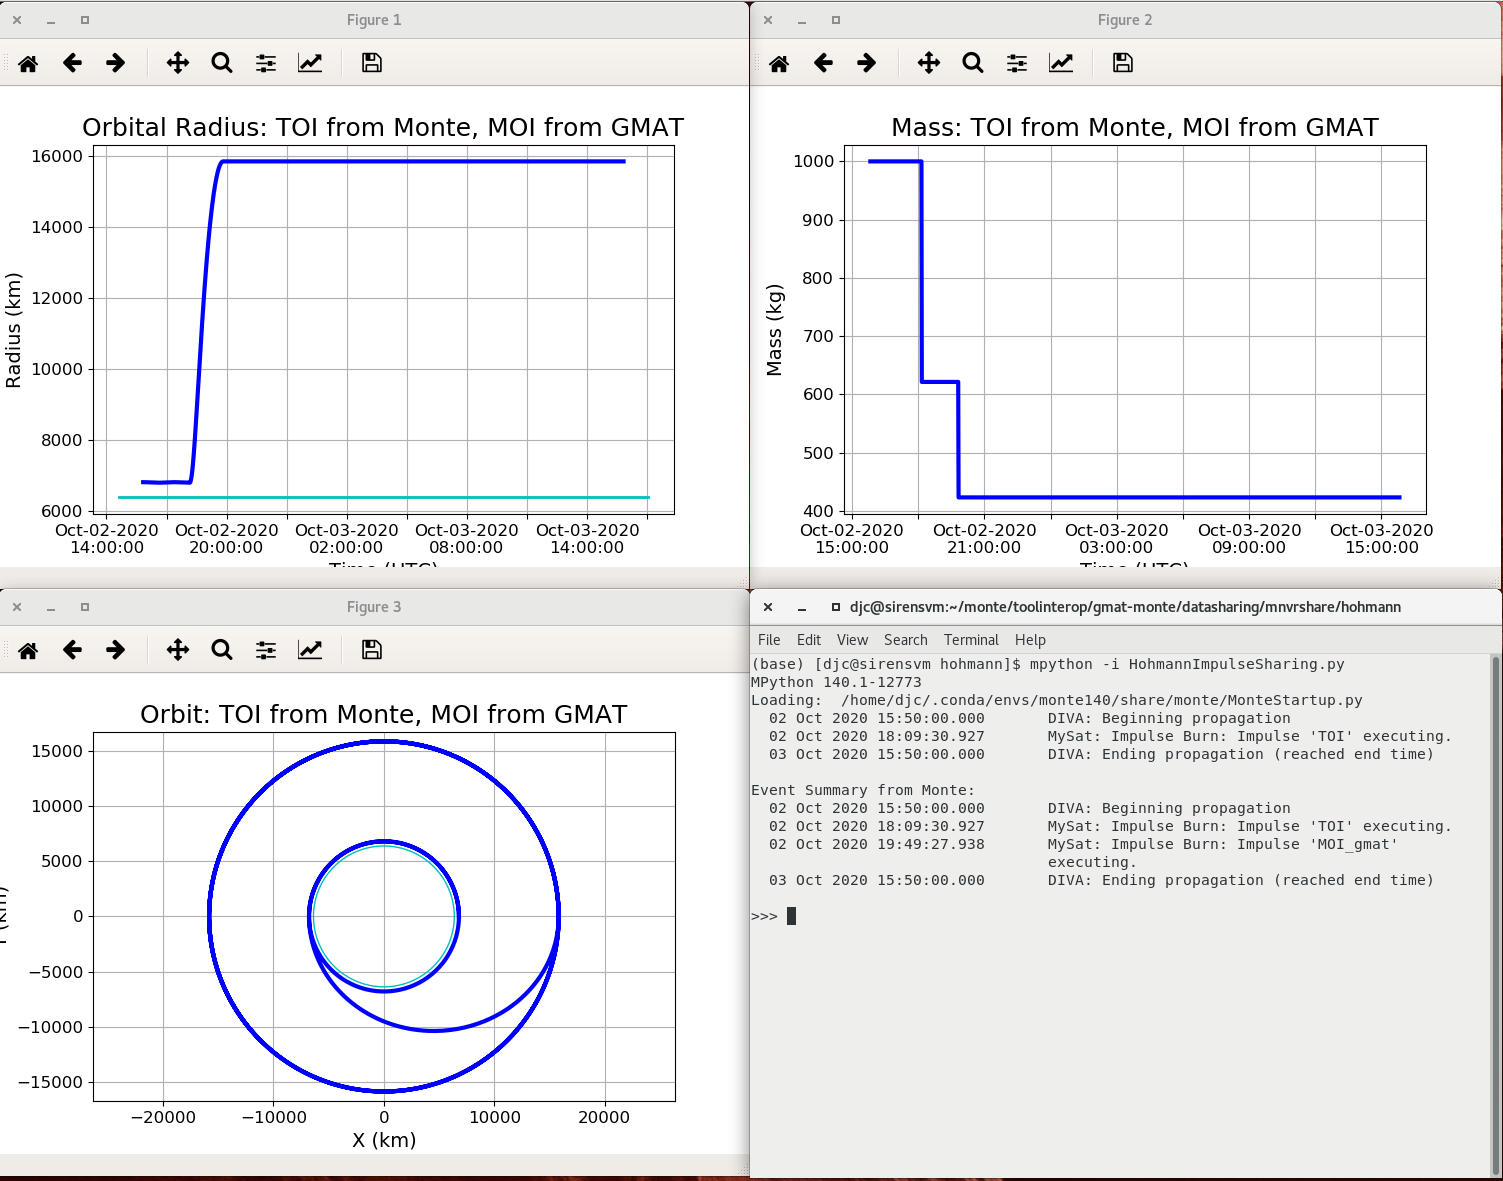 Figure 1
Orbital Radius: TOI from Monte, MOI from GMAT
16000
14000
12000
10000
8000
6000
Radius (km)
Oct-02-2020 Oct-02-2020 Oct-03-2020 Oct-03-2020 Oct-03-2020
14:00:00 20:00:00 02:00:00 08:00:00 14:00:00
Time (UTC)
Figure 2
Mass: TOI from Monte, MOI from GMAT
1000
900
800
700
600
500
400
Mass (kg)
Oct-02-2020 Oct-02-2020 Oct-03-2020 Oct-03-2020 Oct-03-2020
15:00:00 21:00:00 03:00:00 09:00:00 15:00:00
Time (UTC)
Figure 3
Orbit: TOI from Monte, MOI from GMAT
15000
10000
5000
0
−5000
−10000
−15000
−20000 −10000 0 10000 20000
X (km)
djc@sirensvm:~/monte/toolinterop/gmat-monte/datasharing/mnvrshare/hohmann
File Edit View Search Terminal Help
(base) [djc@sirensvm hohmann]$ mpython -i HohmannImpulseSharing.py
MPython 140.1-12773
Loading:  /home/djc/.conda/envs/monte140/share/monte/MonteStartup.py
02 Oct 2020 15:50:00.000 DIVA: Beginning propagation
02 Oct 2020 18:09:30.927 MySat: Impulse Burn: Impulse 'TOI' executing.
03 Oct 2020 15:50:00.000 DIVA: Ending propagation (reached end time)
Event Summary from Monte:
02 Oct 2020 15:50:00.000 DIVA: Beginning propagation
02 Oct 2020 18:09:30.927 MySat: Impulse Burn: Impulse 'TOI' executing.
02 Oct 2020 19:49:27.938 MySat: Impulse Burn: Impulse 'MOI_gmat'
executing.
03 Oct 2020 15:50:00.000 DIVA: Ending propagation (reached end time)
>>>